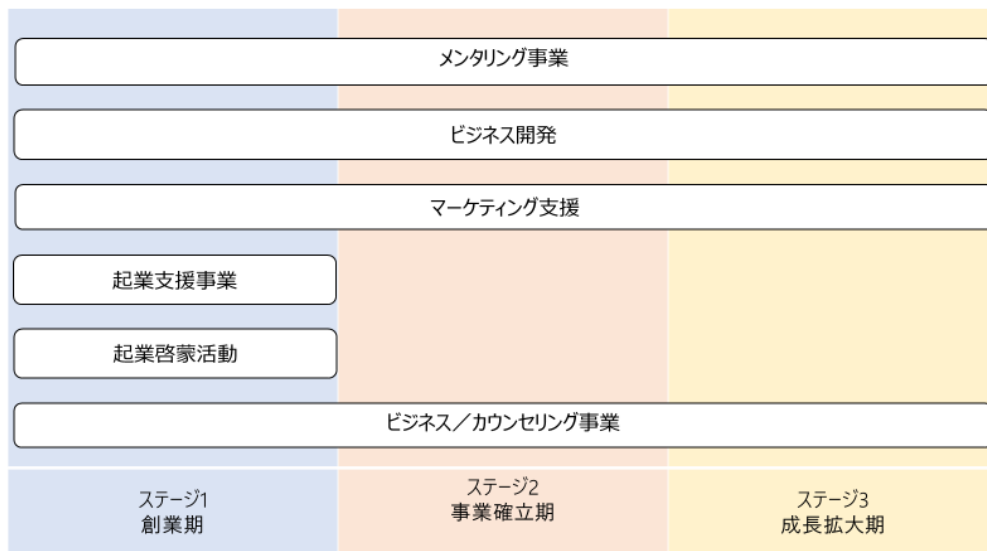 メンタリング事業
ビジネス開発
マーケティング支援
起業支援事業
起業啓蒙活動
ビジネス／カウンセリング事業
ステージ1
創業期
ステージ2
事業確立期
ステージ3
成長拡大期